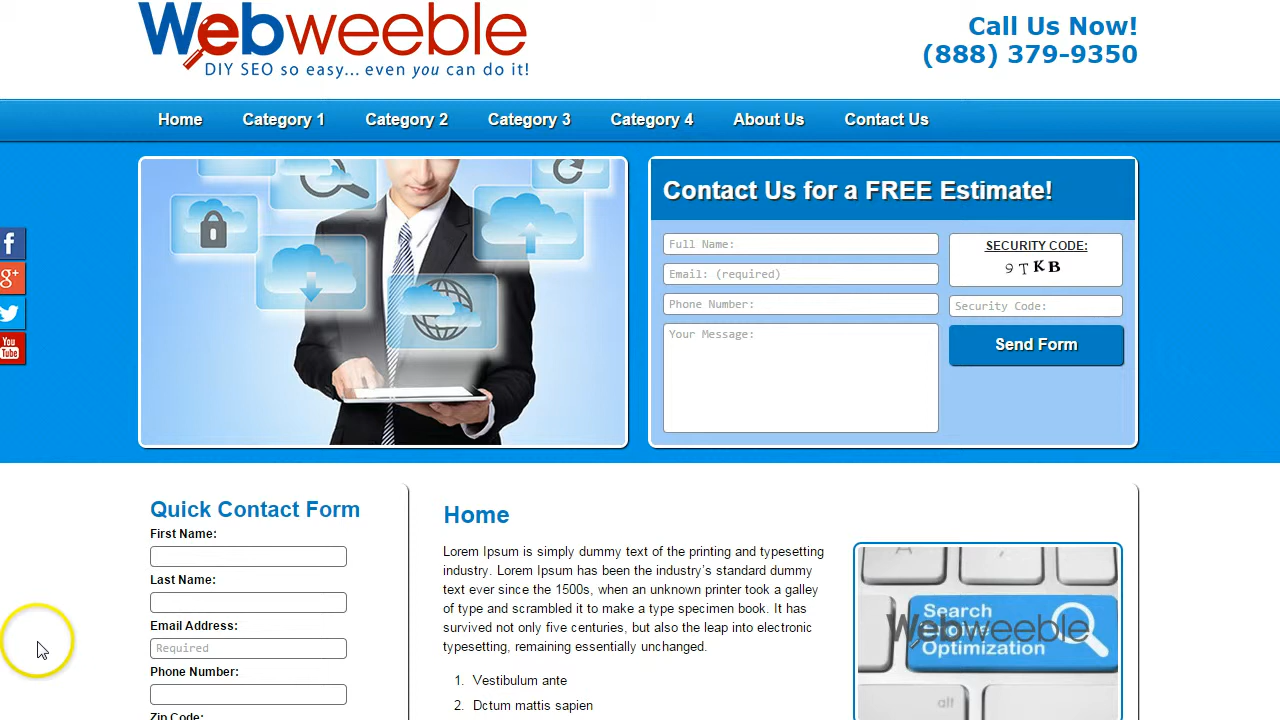 Webweeble
DIY SEO so easy... even you can do it!
Call Us Now!
(888) 379-9350
Home
Category 1
Category 2
Category 3
Category 4
About Us
Contact Us
f
g+
You
Tube
Contact Us for a FREE Estimate!
Full Name:
Email: (required)
Phone Number:
Your Message:
SECURITY CODE:
9 T K B
Security Code:
Send Form
Quick Contact Form
First Name:
Last Name:
Email Address:
Required
Phone Number:
Zip Code:
Home
Lorem Ipsum is simply dummy text of the printing and typesetting
industry. Lorem Ipsum has been the industry's standard dummy
text ever since the 1500s, when an unknown printer took a galley
of type and scrambled it to make a type specimen book. It has
survived not only five centuries, but also the leap into electronic
typesetting, remaining essentially unchanged.
1. Vestibulum ante
2. Dctum mattis sapien
A
Search
Optimization
Webweeble
alt